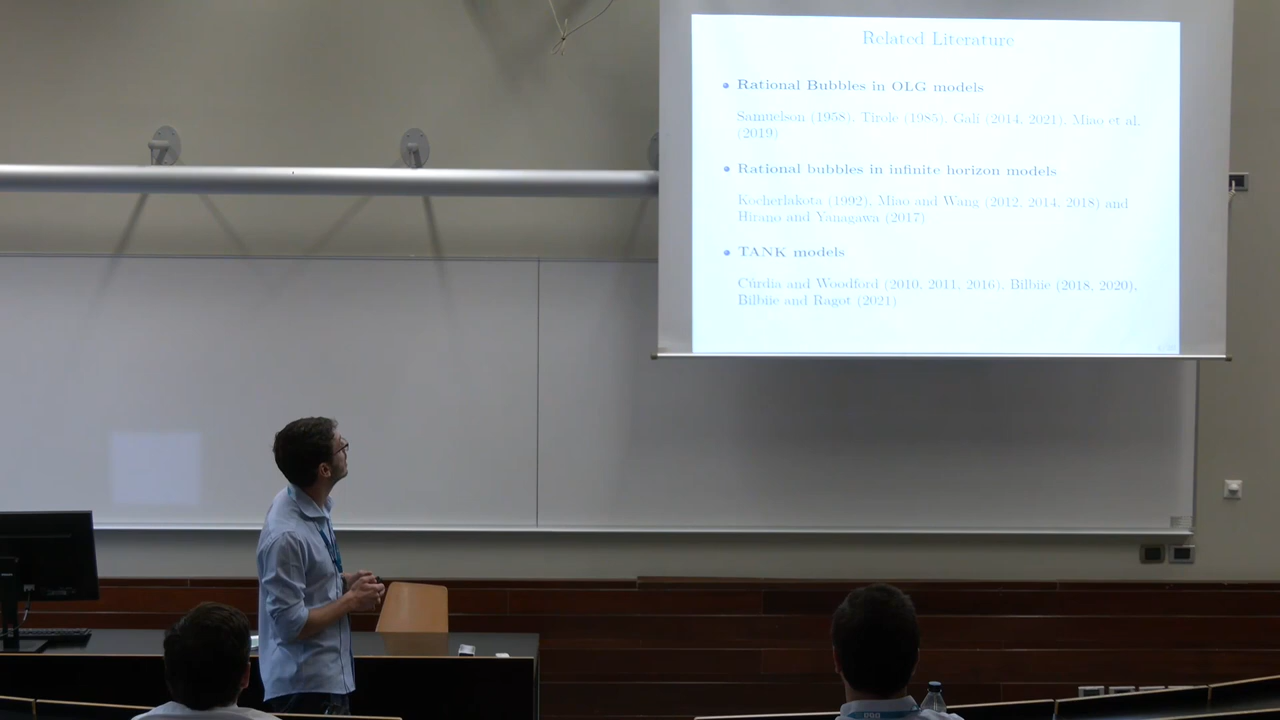 Related Literature
Rational Bubbles in OLG models
Samuelson (1958), Tirole (1985), Galí (2014, 2021), Miao et al.
(2019)
Rational bubbles in infinite horizon models
Kocherlakota (1992), Miao and Wang (2012, 2014, 2018) and
Hirano and Yanagawa (2017)
TANK models
Cúrdia and Woodford (2010, 2011, 2016), Bilbiie (2018, 2020),
Bilbiie and Ragot (2021)